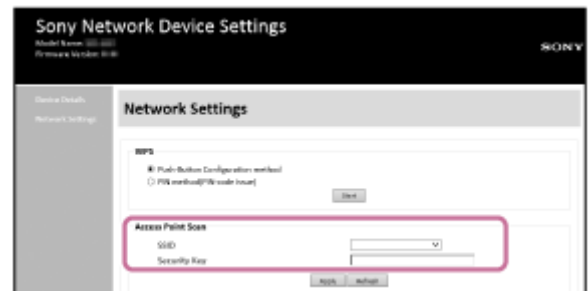 Sony Network Device Settings
Model Name
Firmware Version
SONY
Device Details
Network Settings
Network Settings
WPS
Push-Button Configuration method
PIN method(PIN-code Issue)
Start
Access Point Scan
SSID
Security Key
Apply Refresh